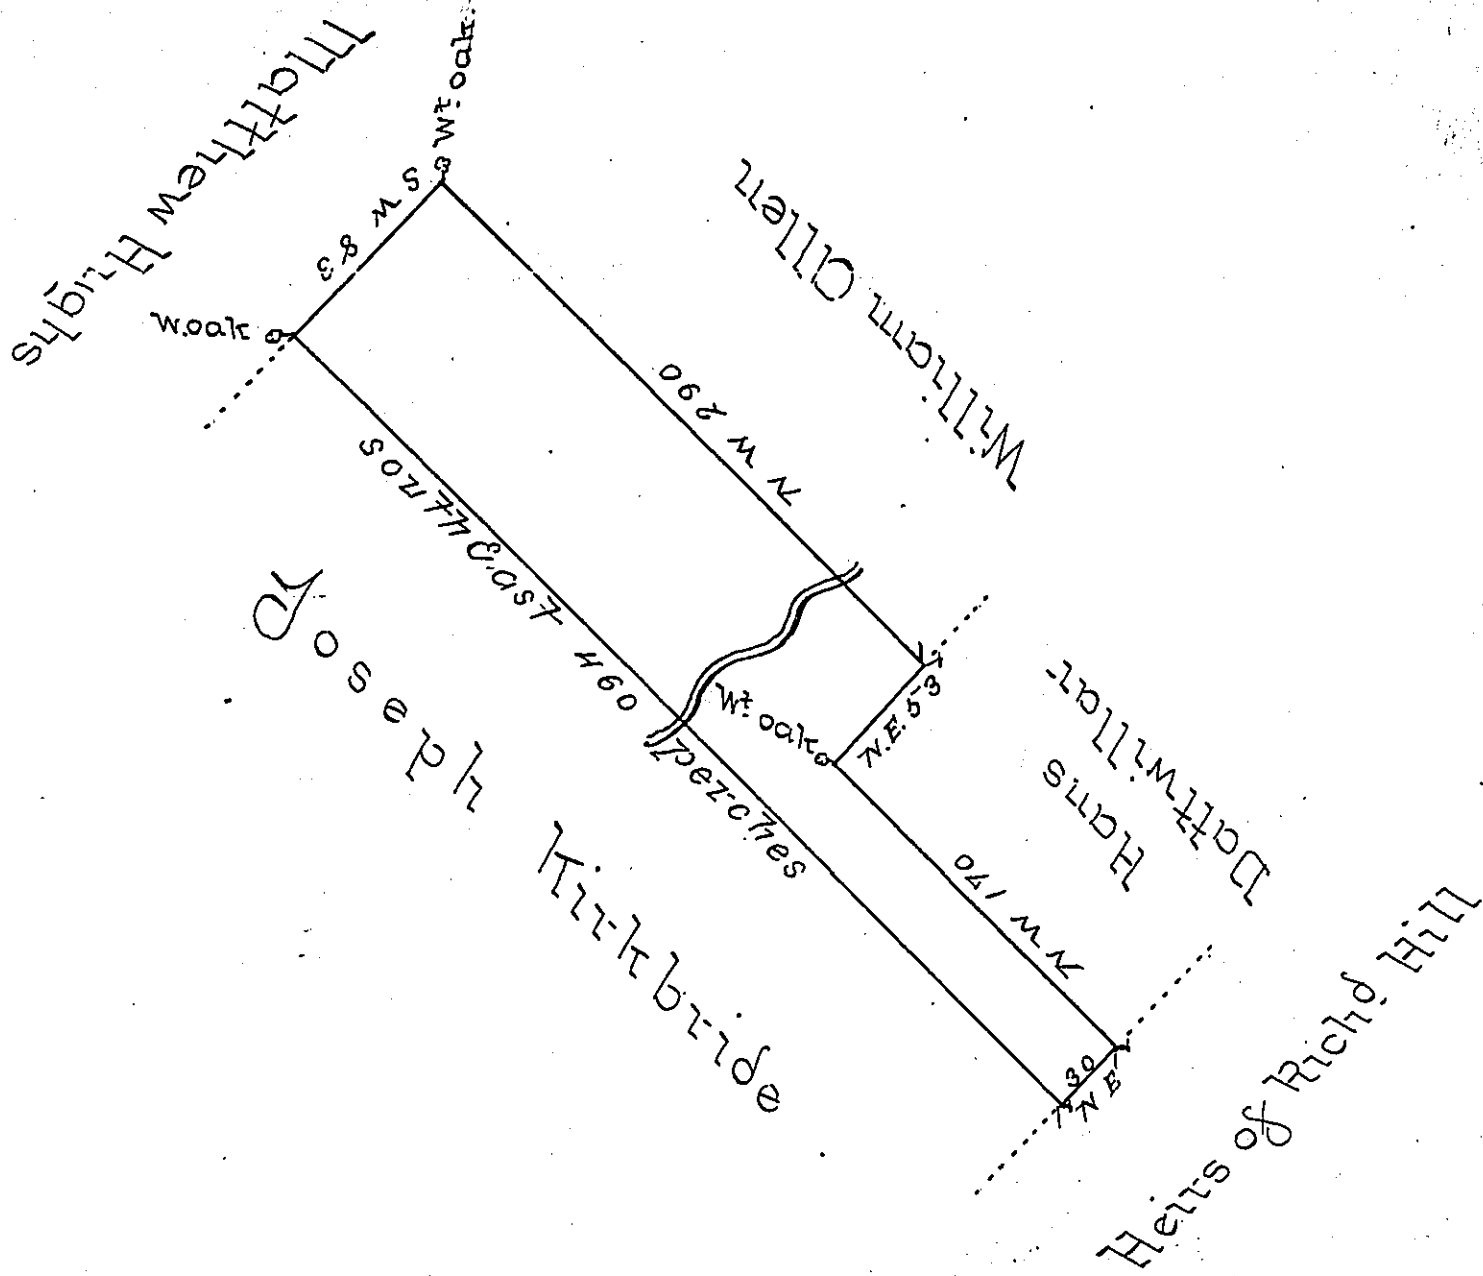 Matthew Hughs
Wt. oak
S W 83
W. oak
William Allen
N W 290
South East 460 perches
Joseph Kirkbride
Wt. oak
N.E. 53
Hans
Dattwillar
N W 170
30
N E
Heirs of Richd. Hill